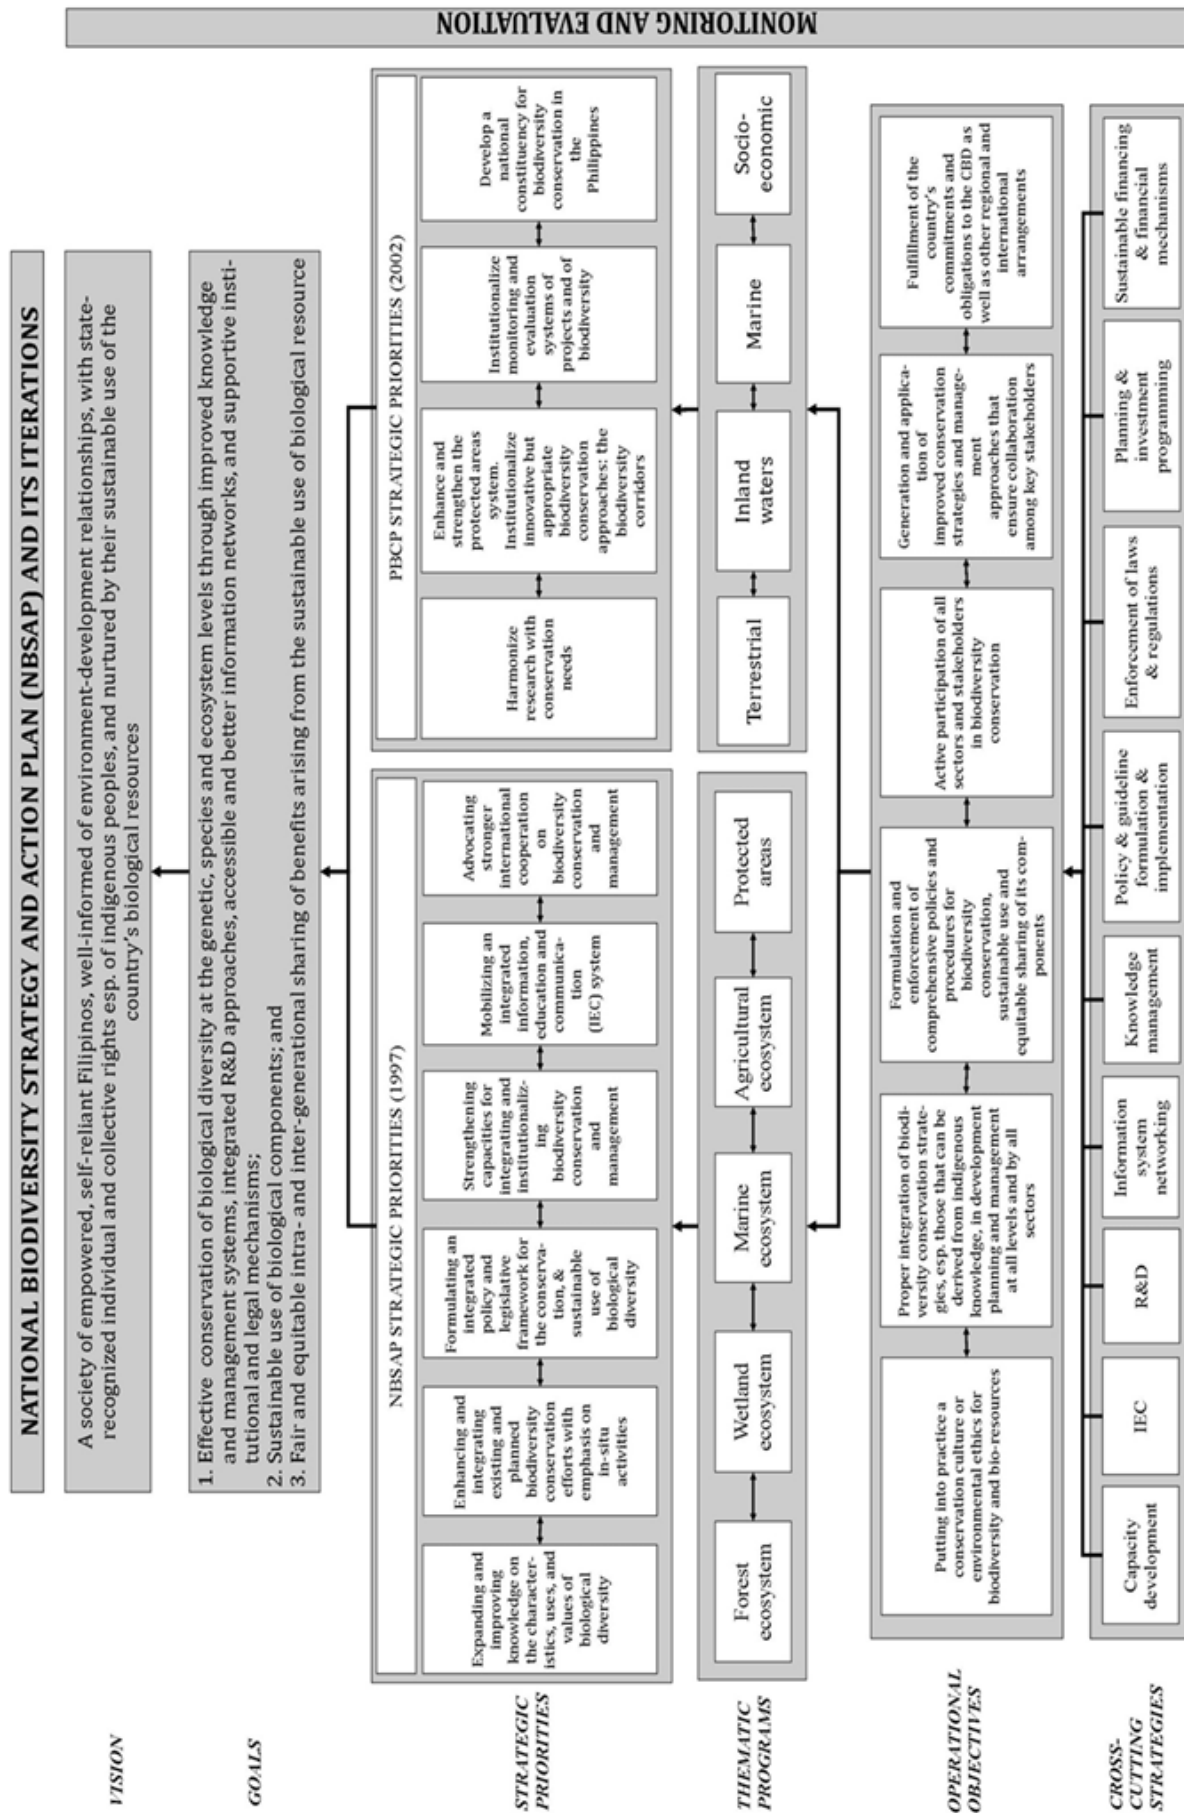 NATIONAL BIODIVERSITY STRATEGY AND ACTION PLAN (NBSAP) AND ITS ITERATIONS
VISION
A society of empowered, self-reliant Filipinos, well-informed of environment-development relationships, with state-
recognized individual and collective rights esp. of indigenous peoples, and nurtured by their sustainable use of the
country's biological resources
GOALS
1. Effective conservation of biological diversity at the genetic, species and ecosystem levels through improved knowledge
and management systems, integrated R&D approaches, accessible and better information networks, and supportive insti-
tutional and legal mechanisms;
2. Sustainable use of biological components; and
3. Fair and equitable intra- and inter-generational sharing of benefits arising from the sustainable use of biological resource
STRATEGIC
PRIORITIES
NBSAP STRATEGIC PRIORITIES (1997)
Expanding and
improving
knowledge on
the character-
istics, uses, and
values of
biological
diversity
Enhancing and
integrating
existing and
planned
biodiversity
conservation
efforts with
emphasis on
in-situ
activities
Formulating an
integrated
policy and
legislative
framework for
the conserva-
tion, &
sustainable
use of
biological
diversity
Strengthening
capacities for
integrating and
institutionaliz-
ing
biodiversity
conservation
and
management
Mobilizing an
integrated
information,
education and
communica-
tion
(IEC) system
Advocating
stronger
international
cooperation
on
biodiversity
conservation
and
management
PBCP STRATEGIC PRIORITIES (2002)
Harmonize
research with
conservation
needs
Enhance and
strengthen the
protected areas
system.
Institutionalize
innovative but
appropriate
biodiversity
conservation
approaches: the
biodiversity
corridors
Institutionalize
monitoring and
evaluation
systems of
projects and of
biodiversity
Develop a
national
constituency for
biodiversity
conservation in
the
Philippines
THEMATIC
PROGRAMS
Forest
ecosystem
Wetland
ecosystem
Marine
ecosystem
Agricultural
ecosystem
Protected
areas
Terrestrial
Inland
waters
Marine
Socio-
economic
OPERATIONAL
OBJECTIVES
Putting into practice a
conservation culture or
environmental ethics for
biodiversity and bio-resources
Proper integration of biodi-
versity conservation strate-
gies, esp. those that can be
derived from indigenous
knowledge, in development
planning and management
at all levels and by all
sectors
Formulation and
enforcement of
comprehensive policies and
procedures for
biodiversity
conservation,
sustainable use and
equitable sharing of its com-
ponents
Active participation of all
sectors and stakeholders
in biodiversity
conservation
Generation and applica-
tion of
improved conservation
strategies and manage-
ment
approaches that
ensure collaboration
among key stakeholders
Fulfillment of the
country's
commitments and
obligations to the CBD as
well as other regional and
international
arrangements
CROSS-
CUTTING
STRATEGIES
Capacity
development
IEC
R&D
Information
system
networking
Knowledge
management
Policy & guideline
formulation &
implementation
Enforcement of laws
& regulations
Planning &
investment
programming
Sustainable financing
& financial
mechanisms
MONITORING AND EVALUATION